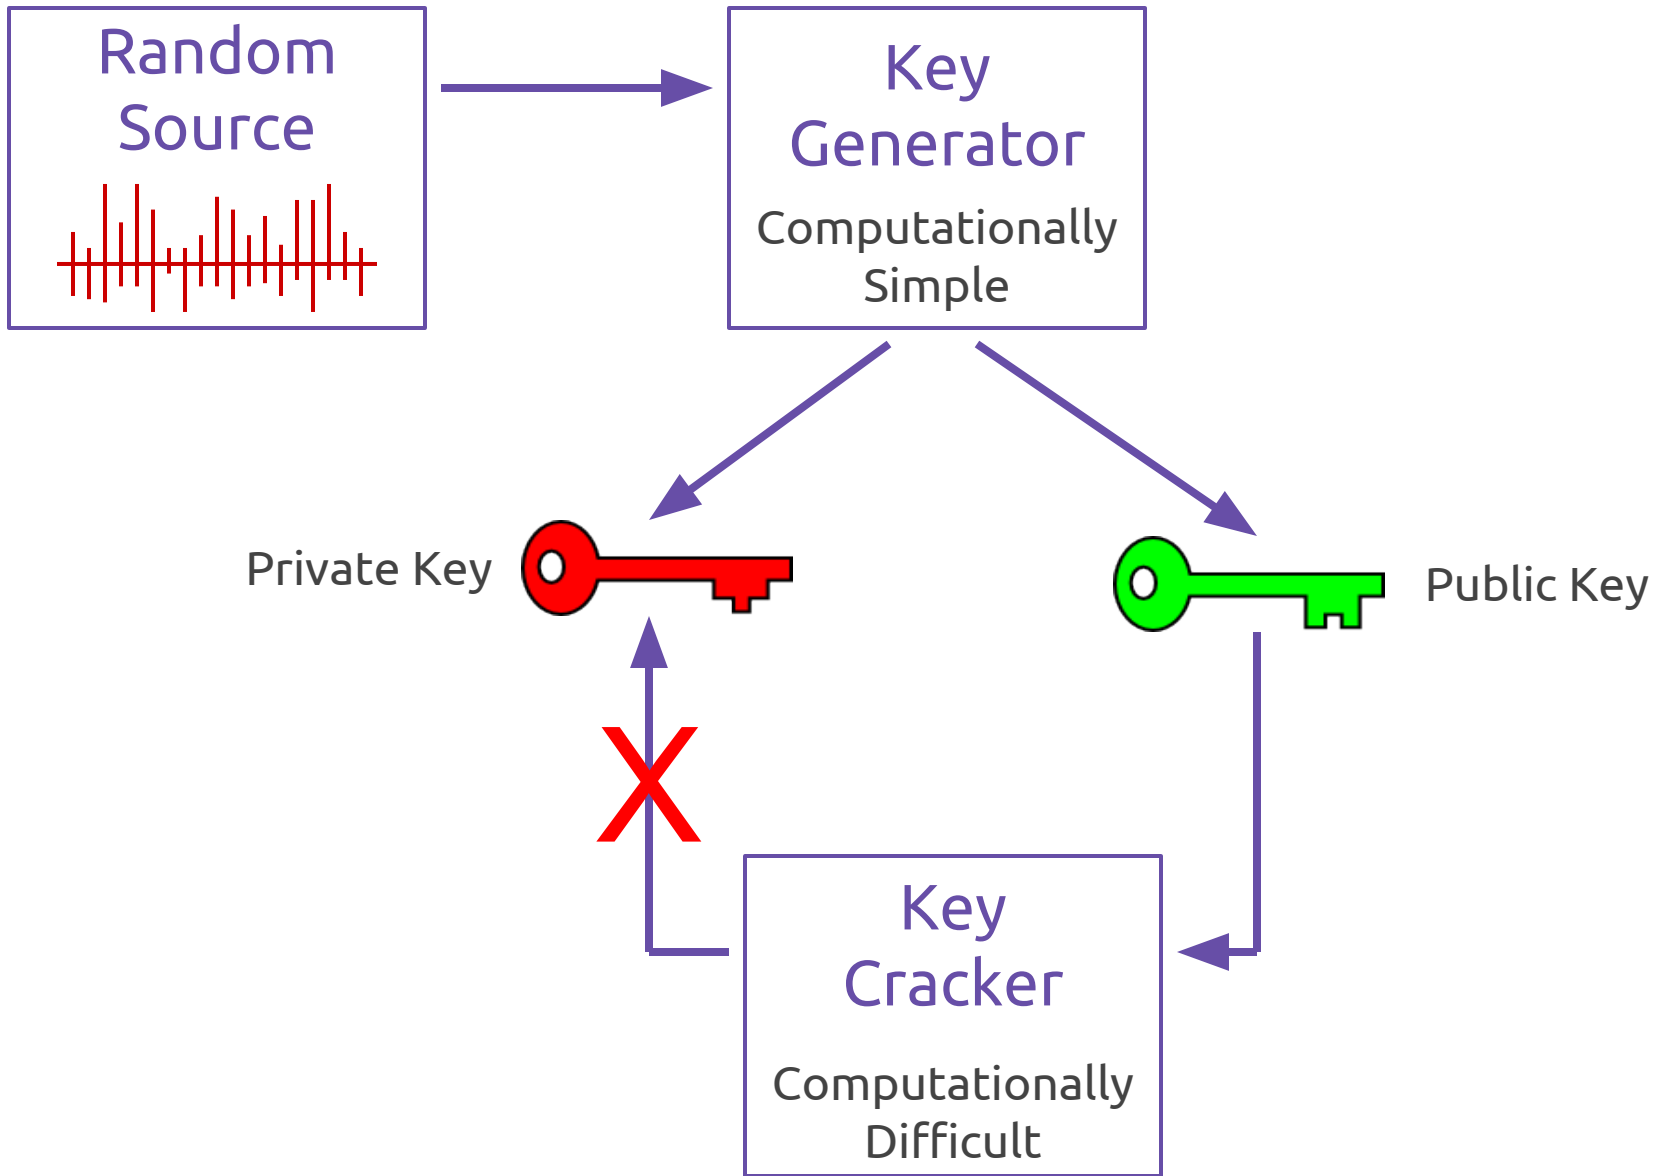 Random
Source
Key
Generator
Computationally
Simple
Private Key
Public Key
X
Key
Cracker
Computationally
Difficult